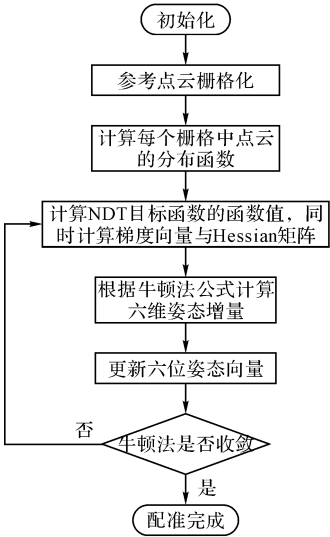 初始化
参考点云栅格化
计算每个栅格中点云
的分布函数
计算NDT目标函数的函数值，同
时计算梯度向量与Hessian矩阵
根据牛顿法公式计算
六维姿态增量
更新六位姿态向量
牛顿法是否收敛
否
是
配准完成